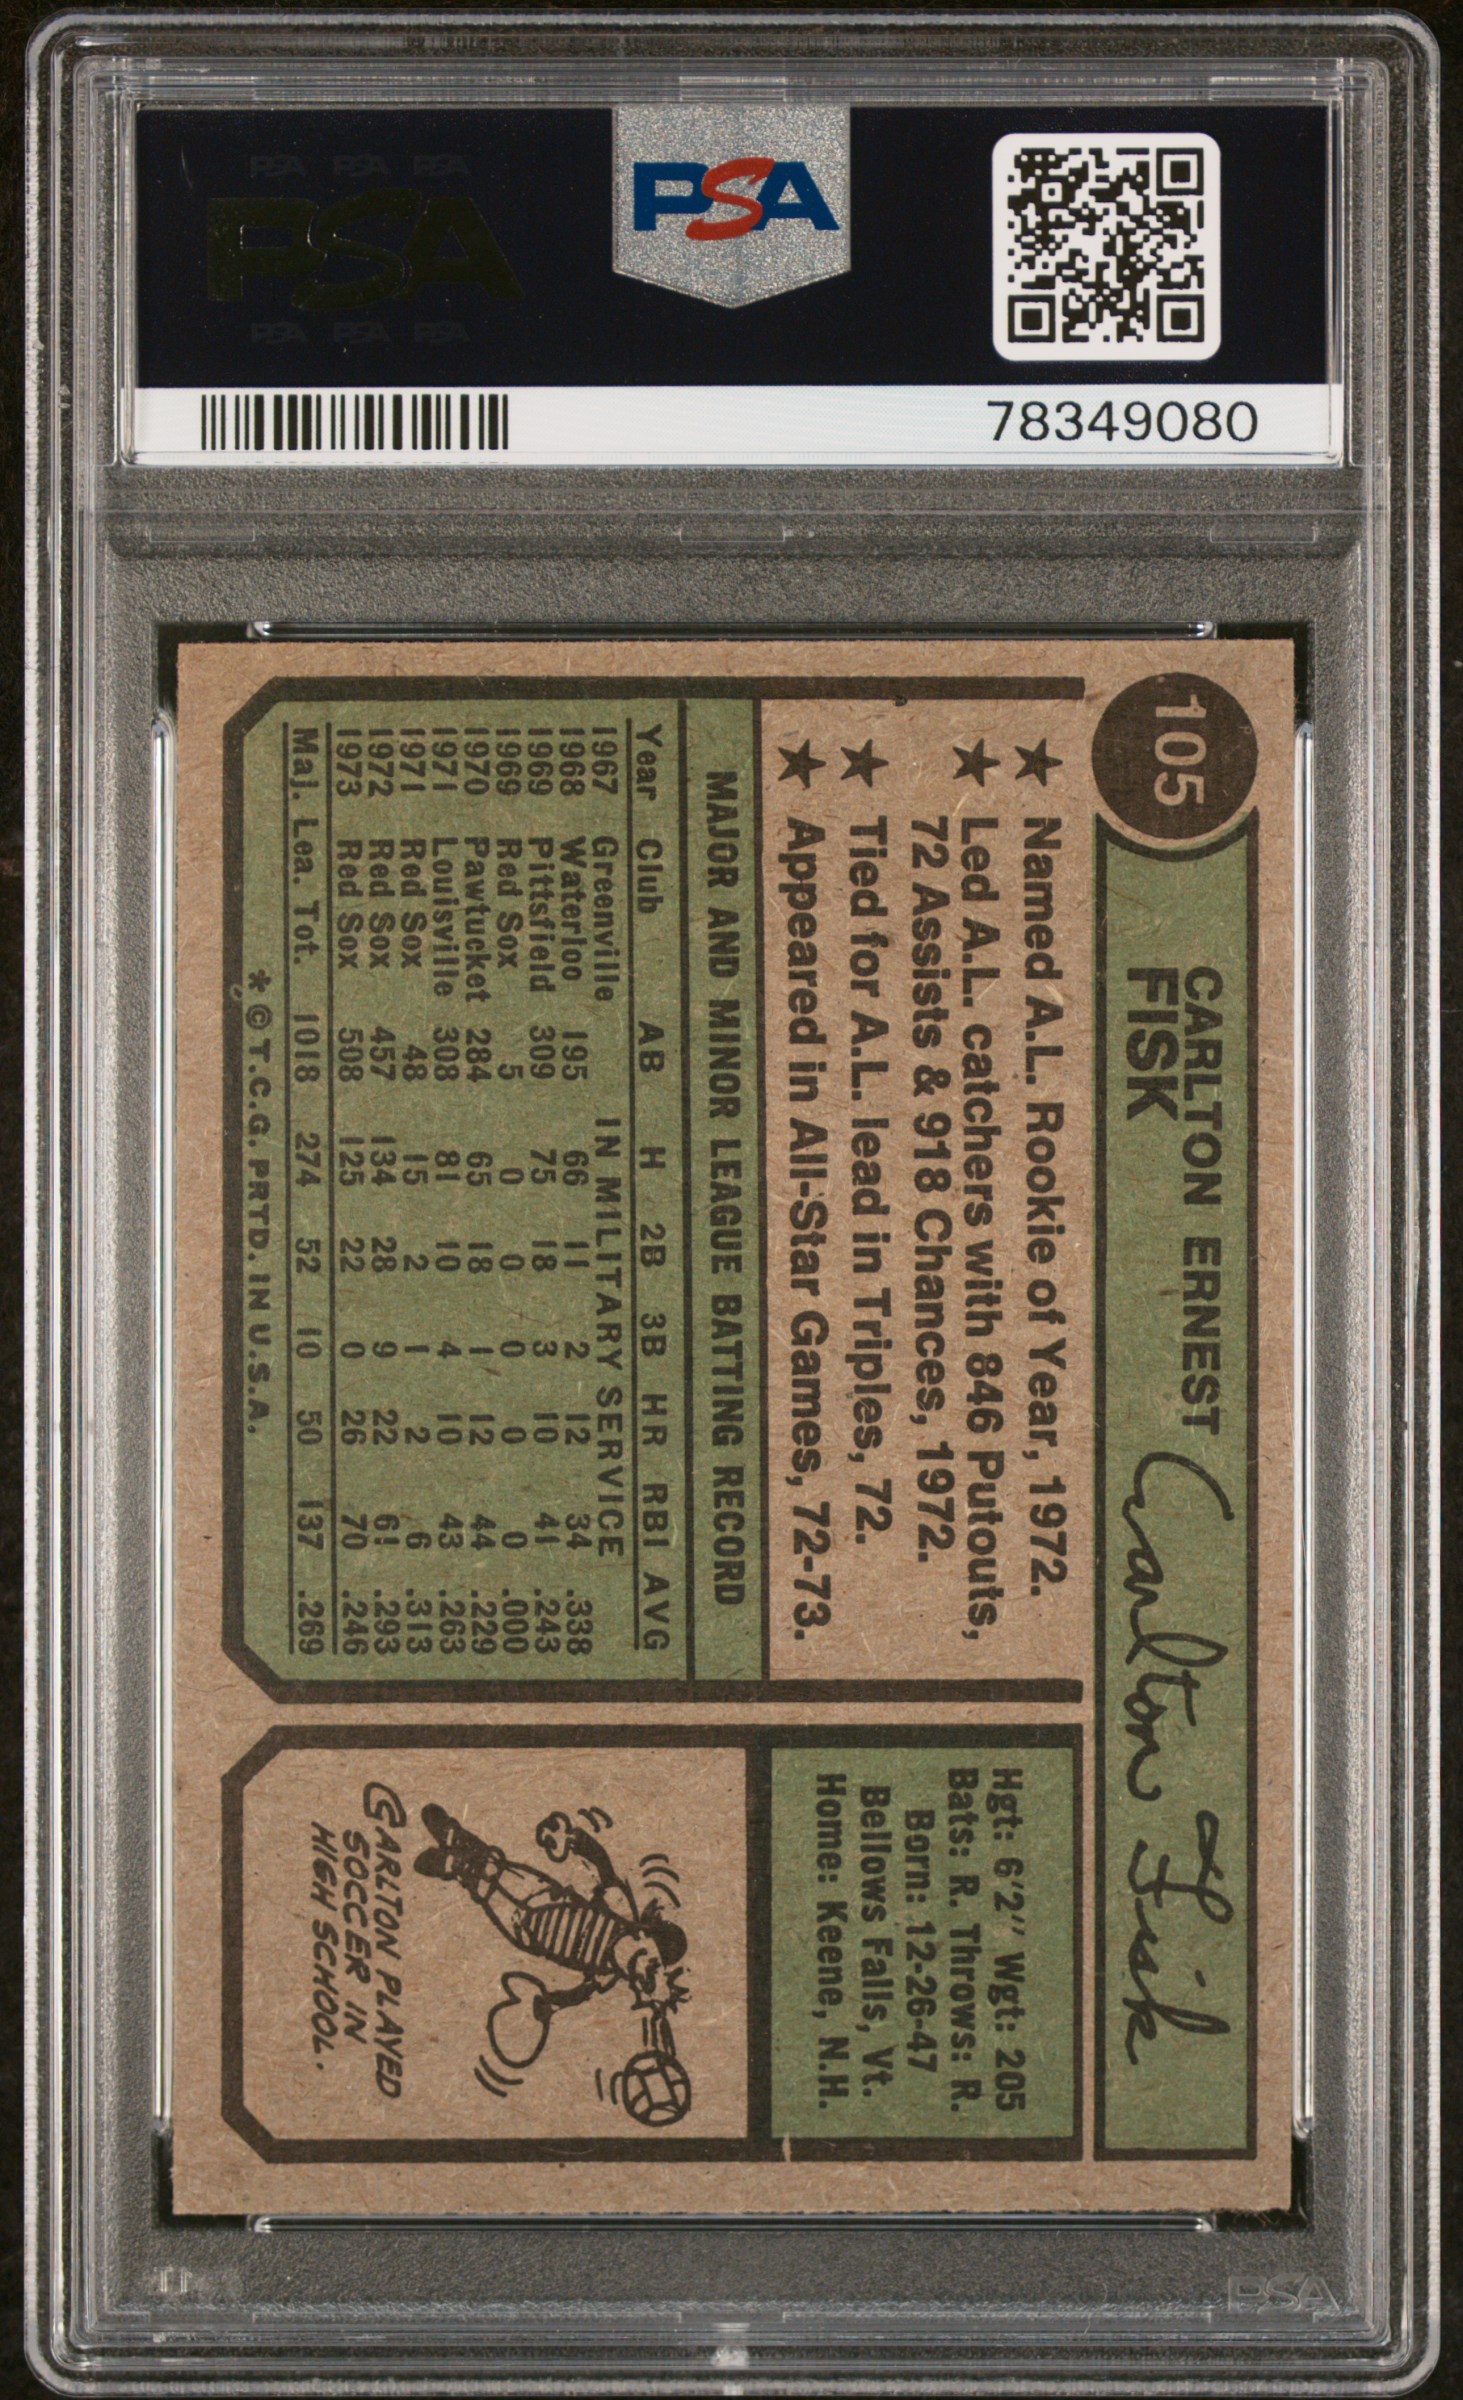 PSA PSA PSA
PSA
PSA PSA PSA
PSA
78349080
105
CARLTON ERNEST
FISK
Carlton Fisk
★ Named A.L. Rookie of Year, 1972.
★ Led A.L. catchers with 846 Putouts,
72 Assists & 918 Chances, 1972.
★ Tied for A.L. lead in Triples, 72.
★ Appeared in All-Star Games, 72-73.
MAJOR AND MINOR LEAGUE BATTING RECORD
Year Club AB H 2B 3B HR RBI AVG
1967 Greenville IN MILITARY SERVICE
1968 Waterloo 195 66 11 2 12 34 .338
1969 Pittsfield 309 75 18 3 10 41 .243
1969 Red Sox 5 0 0 0 0 0 .000
1970 Pawtucket 284 65 18 1 12 44 .229
1971 Louisville 308 81 10 4 10 43 .263
1971 Red Sox 48 15 2 1 2 6 .313
1972 Red Sox 457 134 28 9 22 61 .293
1973 Red Sox 508 125 22 0 26 70 .246
Maj. Lea. Tot. 1018 274 52 10 50 137 .269
* © T.C.G. PRTD. IN U.S.A.
Hgt: 6'2" Wgt: 205
Bats: R. Throws: R.
Born: 12-26-47
Bellows Falls, Vt.
Home: Keene, N.H.
CARLTON PLAYED
SOCCER IN
HIGH SCHOOL.
PSA